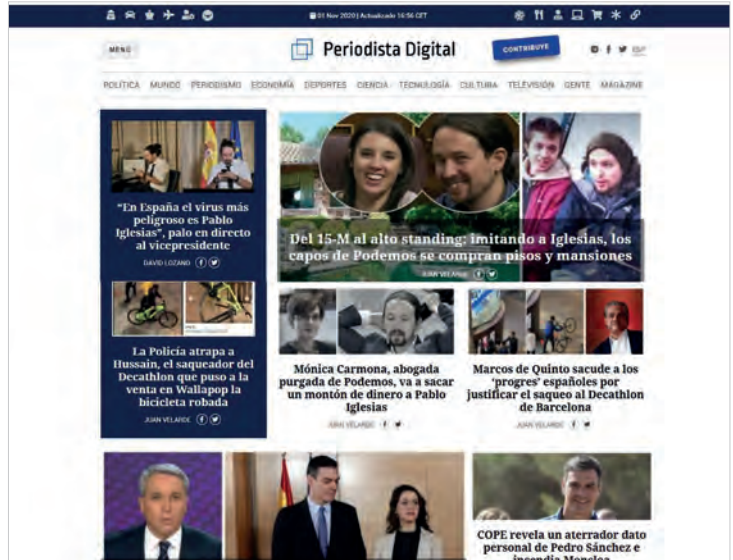 01 Nov 2020 | Actualizado 16:56 CET
MENÚ
Periodista Digital
CONTRIBUYE
ESP
POLÍTICA MUNDO PERIODISMO ECONOMÍA DEPORTES CIENCIA TECNOLOGÍA CULTURA TELEVISIÓN GENTE MAGAZINE
“En España el virus más
peligroso es Pablo
Iglesias”, palo en directo
al vicepresidente
DAVID LOZANO
Del 15-M al alto standing: imitando a Iglesias, los
capos de Podemos se compran pisos y mansiones
JUAN VELARDE
La Policía atrapa a
Hussain, el saqueador del
Decathlon que puso a la
venta en Wallapop la
bicicleta robada
JUAN VELARDE
Mónica Carmona, abogada
purgada de Podemos, va a sacar
un montón de dinero a Pablo
Iglesias
JUAN VELARDE
Marcos de Quinto sacude a los
‘progres’ españoles por
justificar el saqueo al Decathlon
de Barcelona
JUAN VELARDE
COPE revela un aterrador dato
personal de Pedro Sánchez e
incendia Moncloa